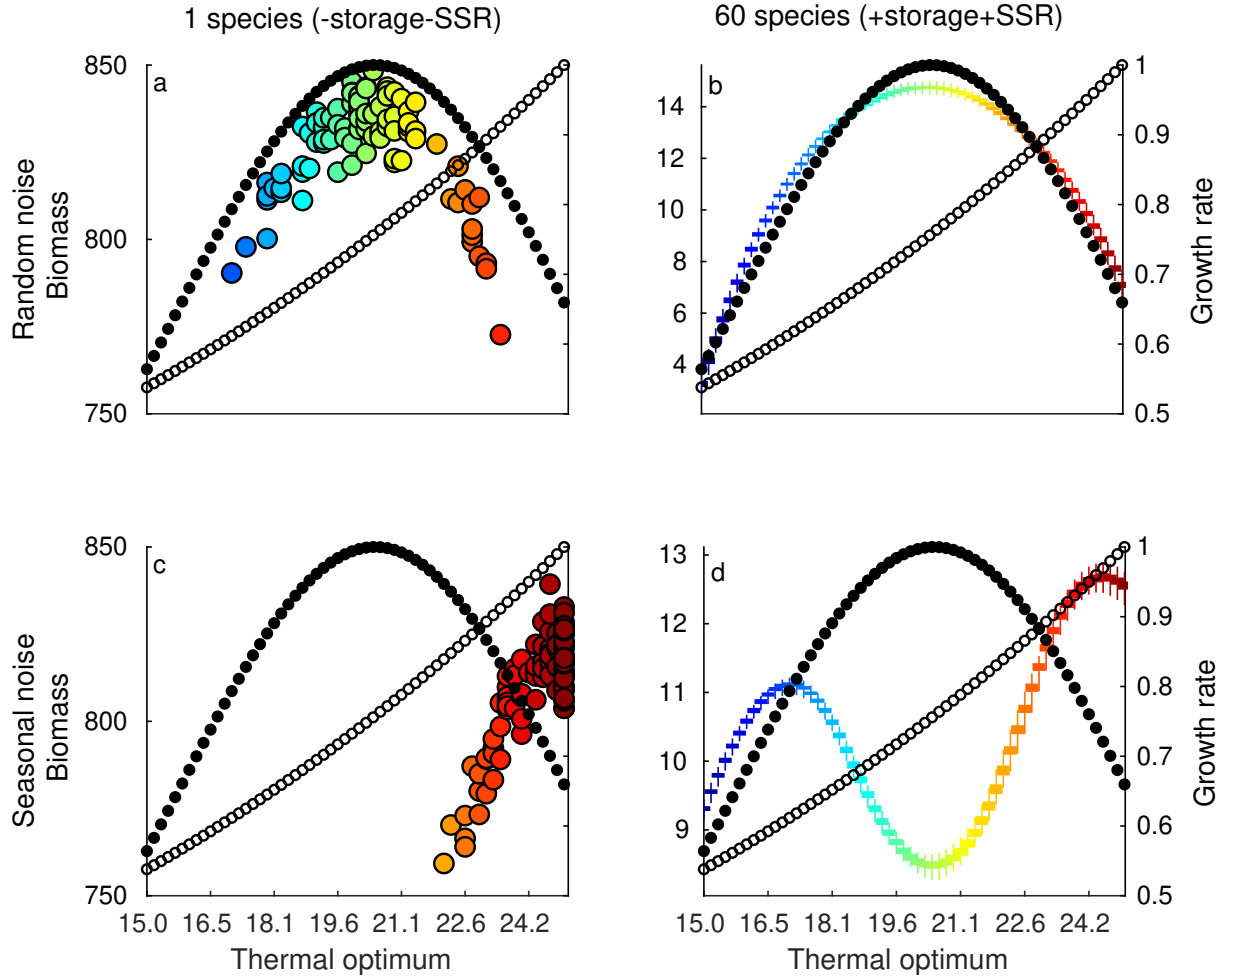 1 species (-storage-SSR)
60 species (+storage+SSR)
850
800
750
a
Random noise
Biomass
14
12
10
8
6
4
b
1
0.9
0.8
0.7
0.6
0.5
Growth rate
850
800
750
c
Seasonal noise
Biomass
15.0 16.5 18.1 19.6 21.1 22.6 24.2
Thermal optimum
13
12
11
10
9
d
1
0.9
0.8
0.7
0.6
0.5
Growth rate
15.0 16.5 18.1 19.6 21.1 22.6 24.2
Thermal optimum